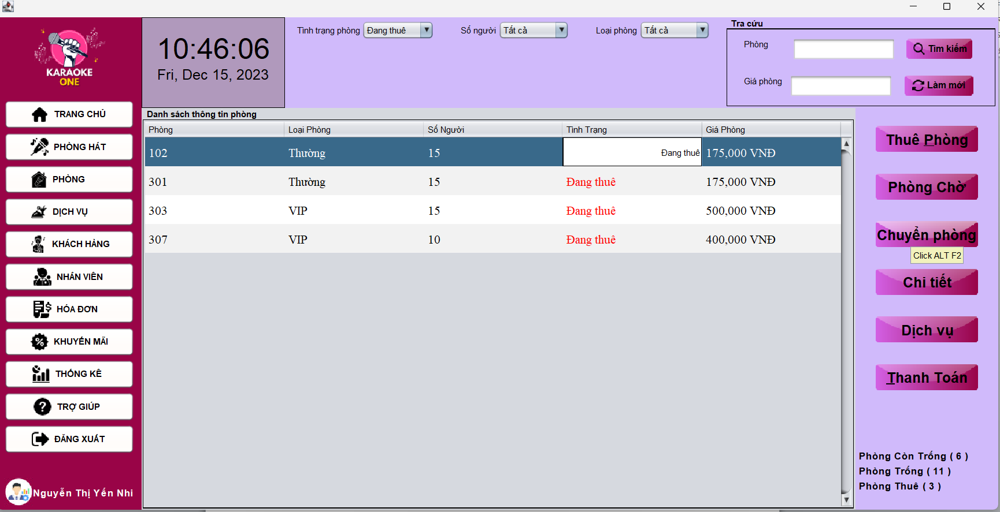 KARAOKE
ONE
TRANG CHỦ
PHÒNG HÁT
PHÒNG
DỊCH VỤ
KHÁCH HÀNG
NHÂN VIÊN
HÓA ĐƠN
KHUYẾN MÃI
THỐNG KÊ
TRỢ GIÚP
ĐĂNG XUẤT
Nguyễn Thị Yến Nhi
10:46:06
Fri, Dec 15, 2023
Tình trạng phòng Đang thuê Số người Tất cả Loại phòng Tất cả
Tra cứu
Phòng Tìm kiếm
Giá phòng Làm mới
Danh sách thông tin phòng
Phòng Loại Phòng Số Người Tình Trạng Giá Phòng
102 Thường 15 Đang thuê 175,000 VNĐ
301 Thường 15 Đang thuê 175,000 VNĐ
303 VIP 15 Đang thuê 500,000 VNĐ
307 VIP 10 Đang thuê 400,000 VNĐ
Thuê Phòng
Phòng Chờ
Chuyển phòng
Click ALT F2
Chi tiết
Dịch vụ
Thanh Toán
Phòng Còn Trống ( 6 )
Phòng Trống ( 11 )
Phòng Thuê ( 3 )